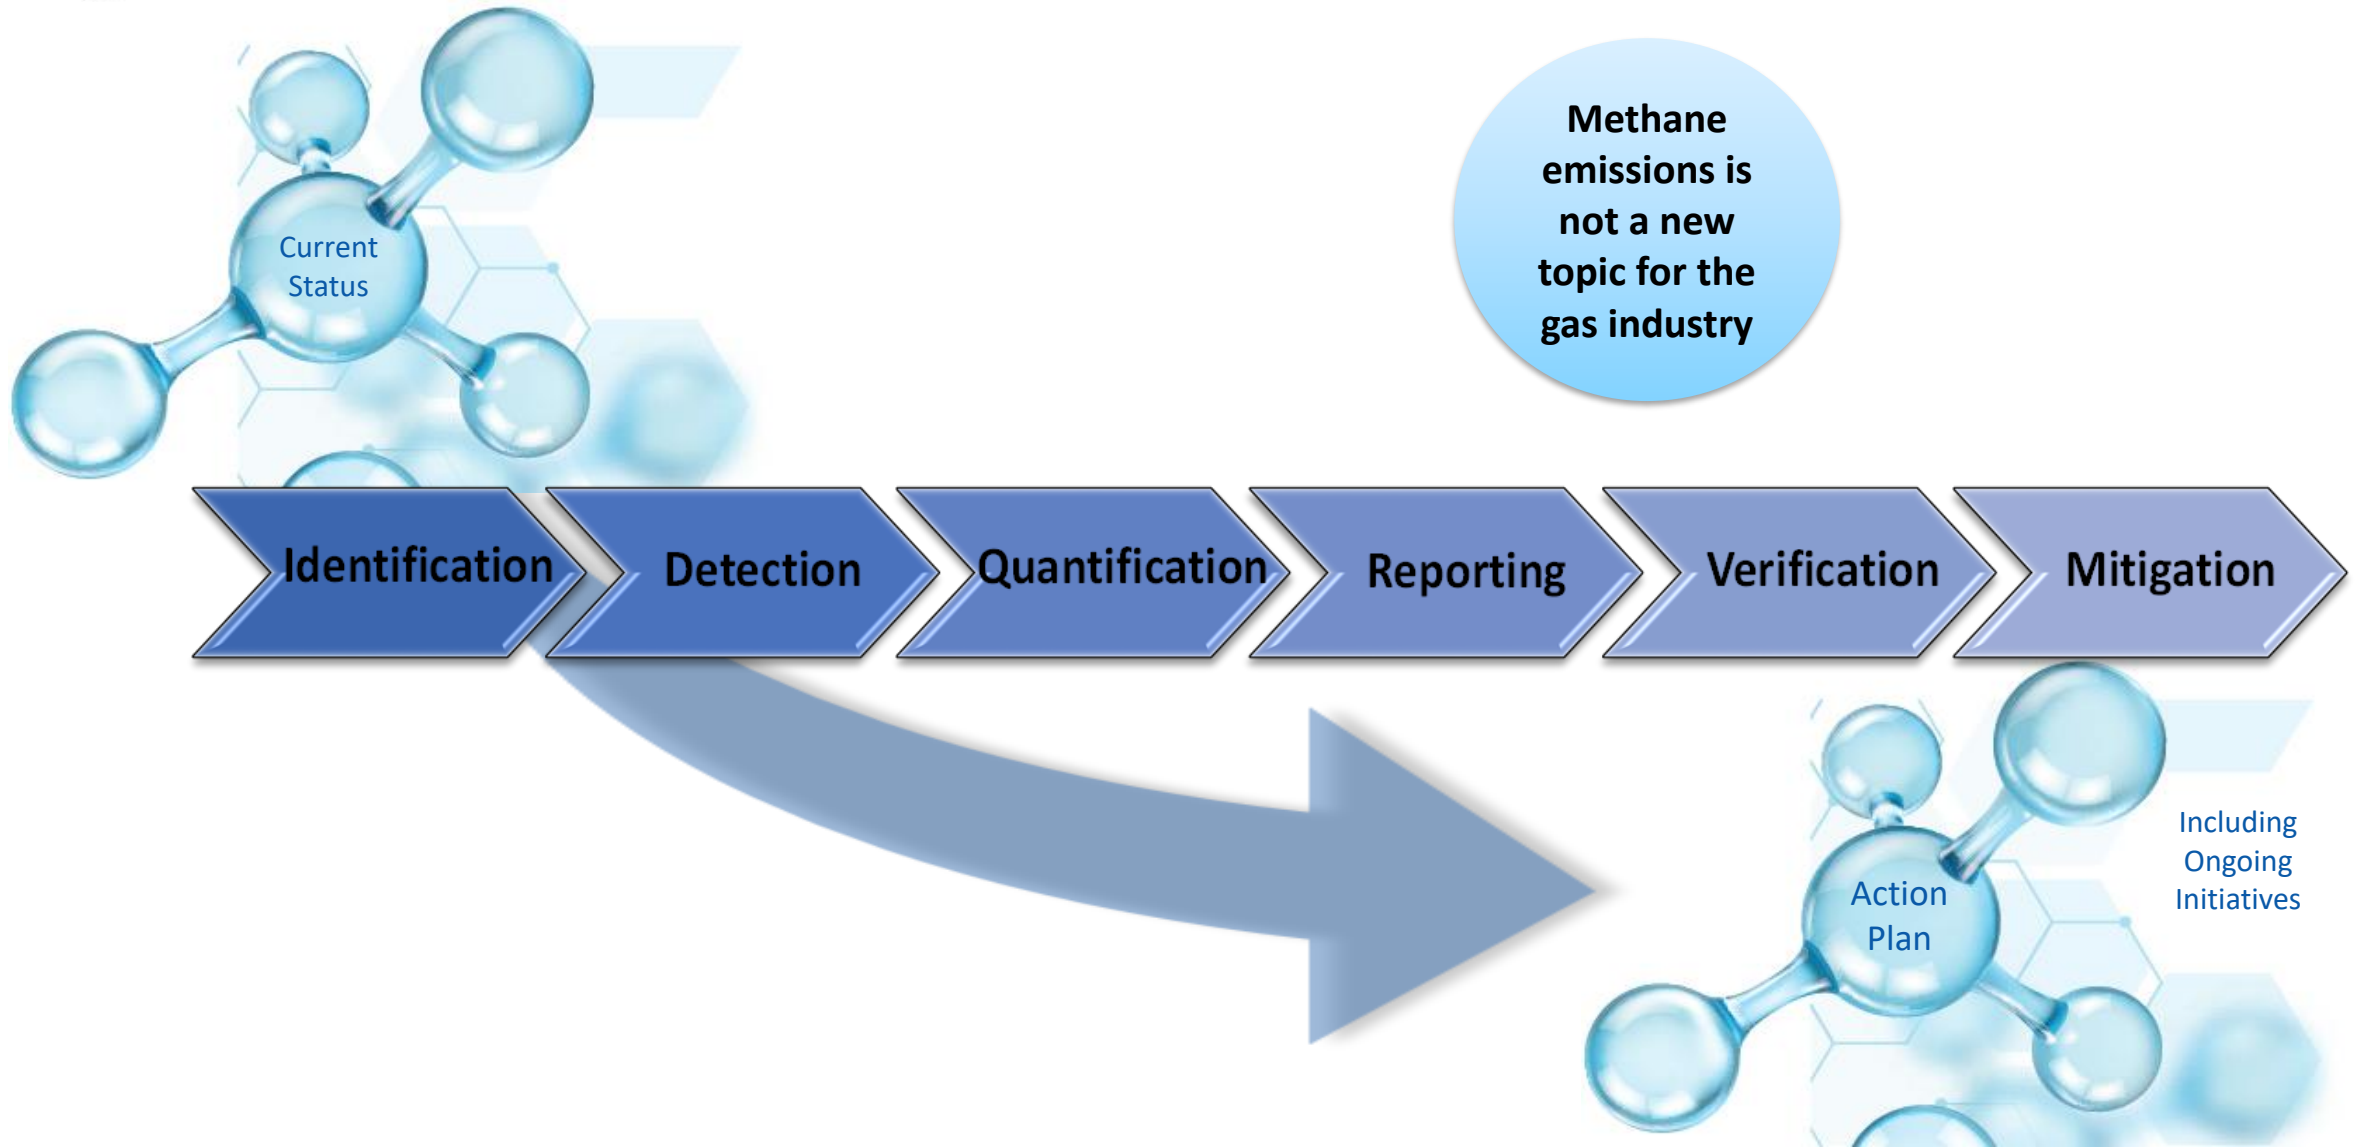 Methane
emissions is
not a new
topic for the
gas industry
Current
Status
Identification
Detection
Quantification
Reporting
Verification
Mitigation
Including
Ongoing
Initiatives
Action
Plan